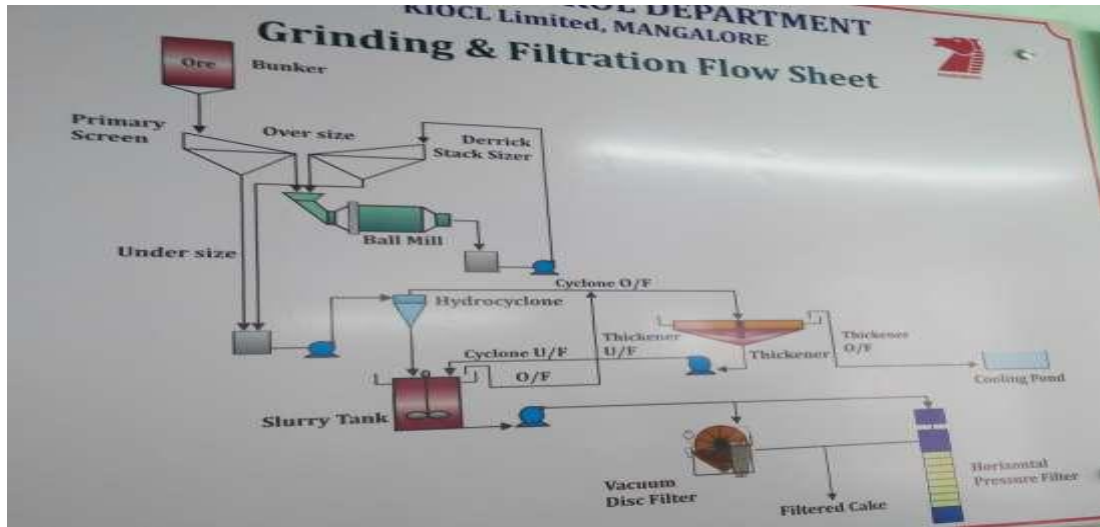 ROL DEPARTMENT
KIOCL Limited, MANGALORE
Grinding & Filtration Flow Sheet
Ore
Bunker
Primary
Screen
Over size
Derrick
Stack Sizer
Ball Mill
Under size
Cyclone O/F
Hydrocyclone
Thickener
U/F
Thickener
Thickener
O/F
Cyclone U/F
O/F
Cooling Pond
Slurry Tank
Vacuum
Disc Filter
Filtered Cake
Horizontal
Pressure Filter